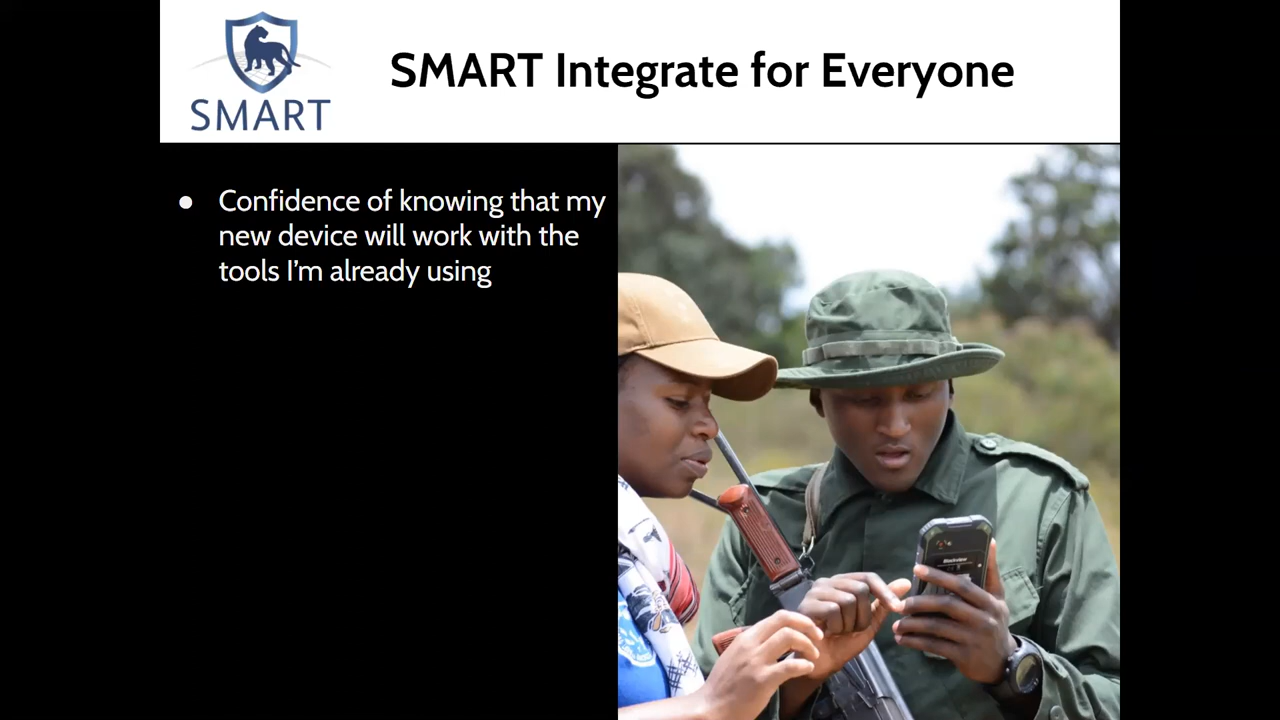 SMART
SMART Integrate for Everyone
● Confidence of knowing that my
new device will work with the
tools I'm already using
Blackview